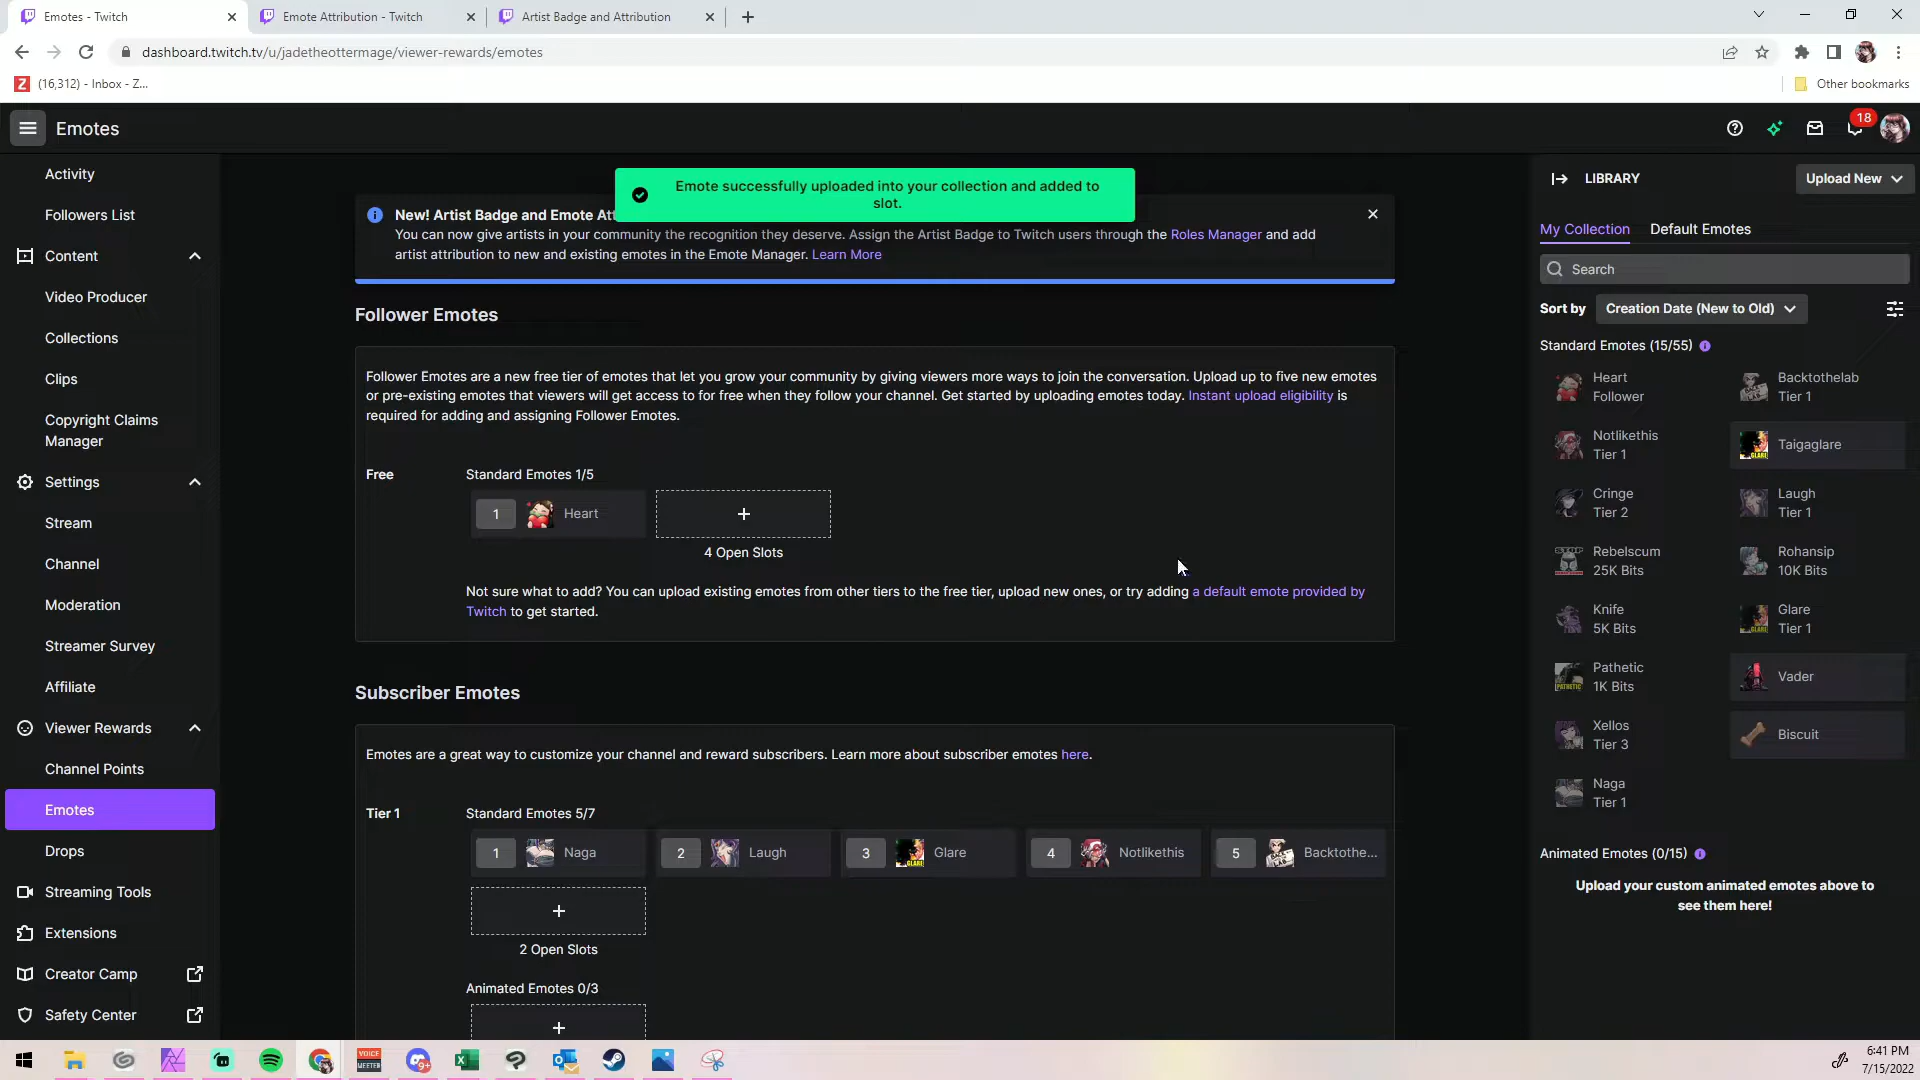 Emotes - Twitch
Emote Attribution - Twitch
Artist Badge and Attribution
dashboard.twitch.tv/u/jadetheottermage/viewer-rewards/emotes
Z (16,312) - Inbox - Z...
Other bookmarks
Emotes
18
Activity
Followers List
Content
Video Producer
Collections
Clips
Copyright Claims
Manager
Settings
Stream
Channel
Moderation
Streamer Survey
Affiliate
Viewer Rewards
Channel Points
Emotes
Drops
Streaming Tools
Extensions
Creator Camp
Safety Center
Emote successfully uploaded into your collection and added to
slot.
New! Artist Badge and Emote Att
You can now give artists in your community the recognition they deserve. Assign the Artist Badge to Twitch users through the Roles Manager and add
artist attribution to new and existing emotes in the Emote Manager. Learn More
Follower Emotes
Follower Emotes are a new free tier of emotes that let you grow your community by giving viewers more ways to join the conversation. Upload up to five new emotes
or pre-existing emotes that viewers will get access to for free when they follow your channel. Get started by uploading emotes today. Instant upload eligibility is
required for adding and assigning Follower Emotes.
Free
Standard Emotes 1/5
1 Heart
+
4 Open Slots
Not sure what to add? You can upload existing emotes from other tiers to the free tier, upload new ones, or try adding a default emote provided by
Twitch to get started.
Subscriber Emotes
Emotes are a great way to customize your channel and reward subscribers. Learn more about subscriber emotes here.
Tier 1
Standard Emotes 5/7
1 Naga 2 Laugh 3 GLARE Glare 4 Notlikethis 5 Backtothe...
+
2 Open Slots
Animated Emotes 0/3
+
LIBRARY
Upload New
My Collection Default Emotes
Search
Sort by Creation Date (New to Old)
Standard Emotes (15/55)
Heart
Follower
Backtothelab
Tier 1
Notlikethis
Tier 1
GLARE Taigaglare
Cringe
Tier 2
Laugh
Tier 1
Rebelscum
25K Bits
Rohansip
10K Bits
Knife
5K Bits
GLARE Glare
Tier 1
PATHETIC Pathetic
1K Bits
Vader
Xellos
Tier 3
Biscuit
Naga
Tier 1
Animated Emotes (0/15)
Upload your custom animated emotes above to
see them here!
VOICE
MEETER
9+
6:41 PM
7/15/2022